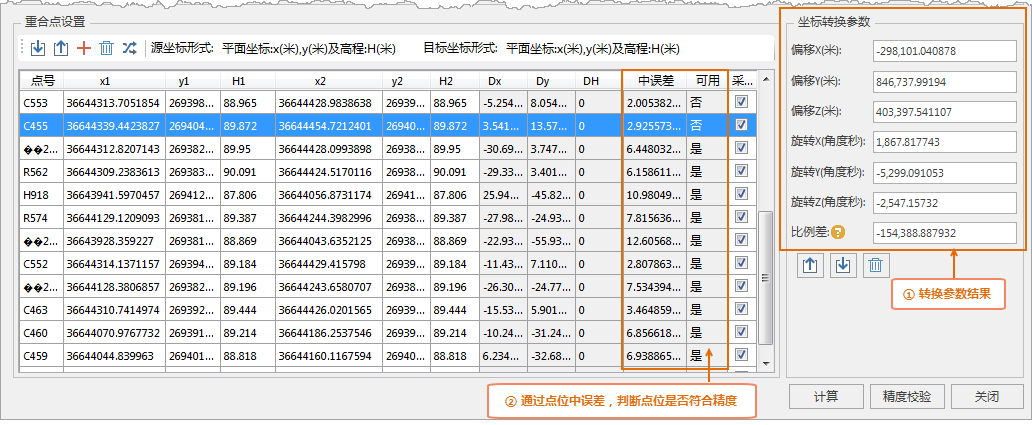 重合点设置
源坐标形式: 平面坐标:x(米),y(米)及高程:H(米) 目标坐标形式: 平面坐标:x(米),y(米)及高程:H(米)
点号 x1 y1 H1 x2 y2 H2 Dx Dy DH 中误差 可用 采...
C553 36644313.7051854 269398... 88.965 36644428.9838638 26939... 88.965 -5.254... 8.054... 0 2.005382... 否
C455 36644339.4423827 269404... 89.872 36644454.7212401 26940... 89.872 3.541... 13.57... 0 2.925573... 否
��2... 36644312.8207143 269382... 89.95 36644428.0993898 26938... 89.95 -30.69... 3.747... 0 6.448032... 是
R562 36644309.2383613 269383... 90.091 36644424.5170116 26938... 90.091 -29.33... 3.401... 0 6.158611... 是
H918 36643941.5970457 269412... 87.806 36644056.8731174 26941... 87.806 25.94... -45.82... 0 10.98049... 是
R574 36644129.1209093 269381... 89.387 36644244.3982996 26938... 89.387 -27.98... -24.93... 0 7.815636... 是
��2... 36643928.359227 269381... 88.869 36644043.6352125 26938... 88.869 -22.93... -55.93... 0 12.60568... 是
C552 36644314.1371157 269394... 89.184 36644429.415798 26939... 89.184 -11.43... 7.110... 0 2.807863... 是
��2... 36644128.3806857 269382... 89.196 36644243.6580707 26938... 89.196 -26.30... -24.77... 0 7.534394... 是
C463 36644310.7414974 269392... 89.444 36644426.0201565 26939... 89.444 -15.53... 5.901... 0 3.464859... 是
C460 36644070.9767732 269391... 89.214 36644186.2537546 26939... 89.214 -10.24... -31.24... 0 6.856618... 是
C459 36644044.839963 269401... 88.818 36644160.1167594 26940... 88.818 6.234... -32.68... 0 6.938865... 是
② 通过点位中误差，判断点位是否符合精度
坐标转换参数
偏移X(米): -298,101.040878
偏移Y(米): 846,737.99194
偏移Z(米): 403,397.541107
旋转X(角度秒): 1,867.817743
旋转Y(角度秒): -5,299.091053
旋转Z(角度秒): -2,547.15732
比例差: ? -154,388.887932
① 转换参数结果
计算 精度校验 关闭